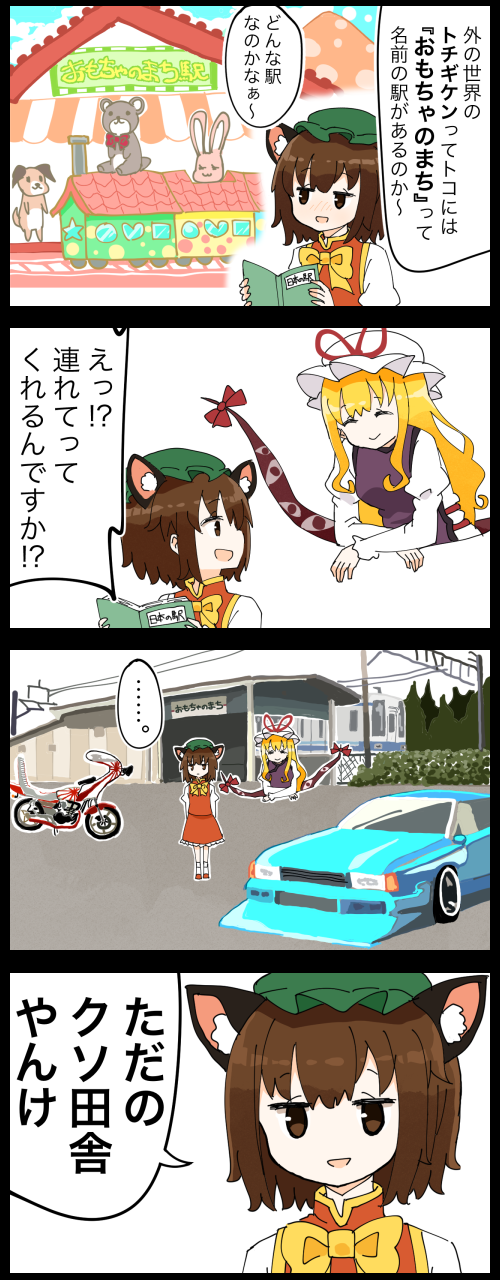 外の世界の
トチギケンってトコには
『おもちゃのまち』って
名前の駅があるのか～
どんな駅
なのかなぁ～
おもちゃのまち駅
日本の駅
えっ!?
連れてって
くれるんですか!?
日本の駅
……。
おもちゃのまち
ただの
クソ田舎
やんけ